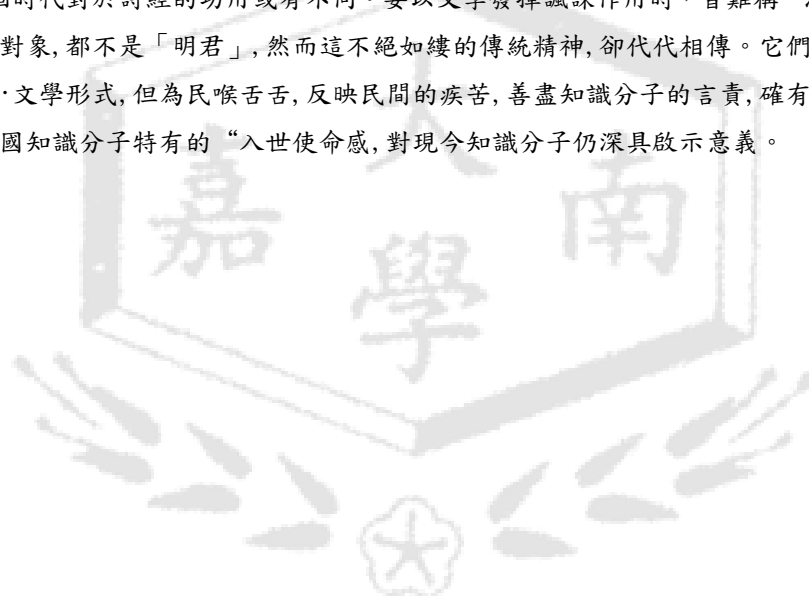 時代對於詩經的功用或有不同。要以文學發揮諷諫作用時,皆難稱
對象,都不是「明君」,然而這不絕如縷的傳統精神,卻代代相傳。它們
文學形式,但為民喉舌舌,反映民間的疾苦,善盡知識分子的言責,確有
國知識分子特有的“入世使命感,對現今知識分子仍深具啟示意義。
大
嘉 南
學